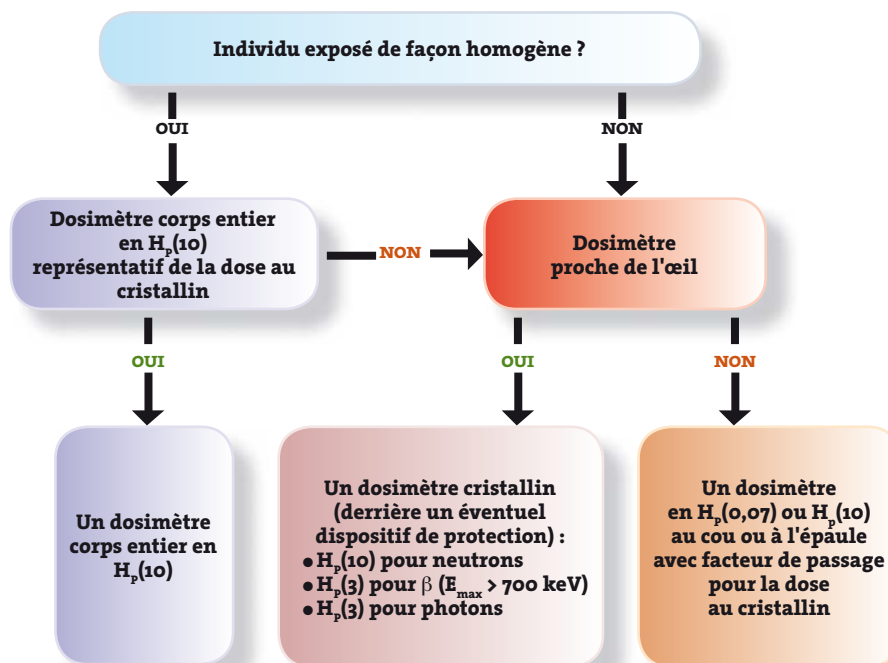 Individu exposé de façon homogène ?
OUI
NON
Dosimètre corps entier
en Hp(10)
représentatif de la dose au
cristallin
NON
Dosimètre
proche de l'œil
OUI
OUI
NON
Un dosimètre
corps entier en
Hp(10)
Un dosimètre cristallin
(derrière un éventuel
dispositif de protection) :
● Hp(10) pour neutrons
● Hp(3) pour β (Emax > 700 keV)
● Hp(3) pour photons
Un dosimètre
en Hp(0,07) ou Hp(10)
au cou ou à l'épaule
avec facteur de passage
pour la dose
au cristallin